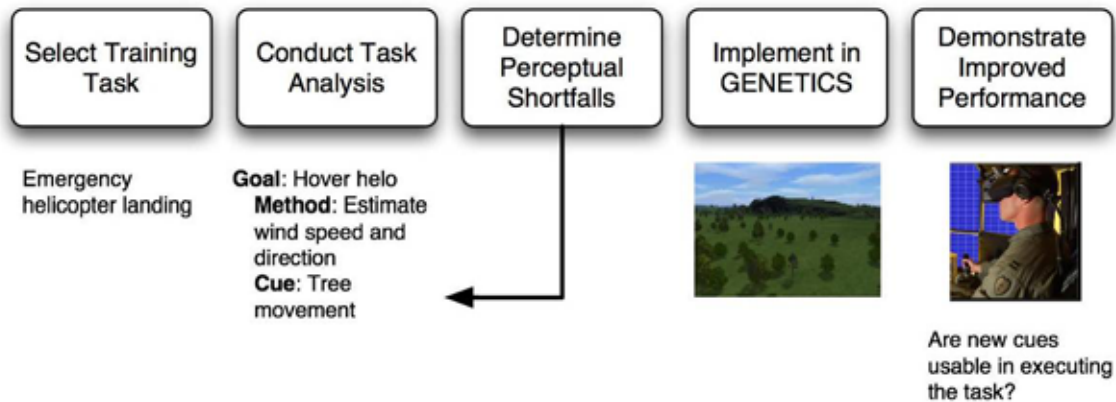 Select Training
Task
Conduct Task
Analysis
Determine
Perceptual
Shortfalls
Implement in
GENETICS
Demonstrate
Improved
Performance
Emergency
helicopter landing
Goal: Hover helo
Method: Estimate
wind speed and
direction
Cue: Tree
movement
Are new cues
usable in executing
the task?